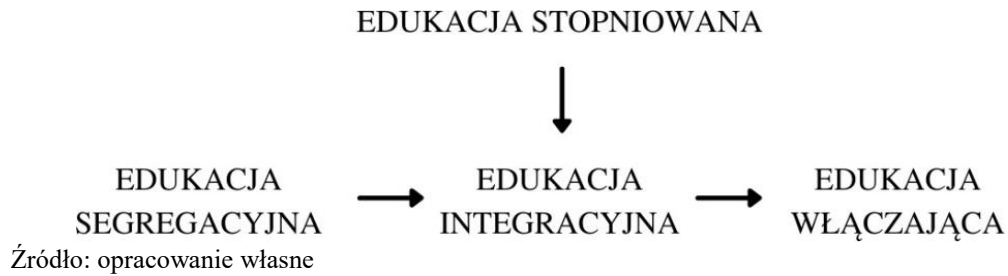 EDUKACJA STOPNIOWANA
EDUKACJA
SEGREGACYJNA
EDUKACJA
INTEGRACYJNA
EDUKACJA
WŁĄCZAJĄCA
Źródło: opracowanie własne